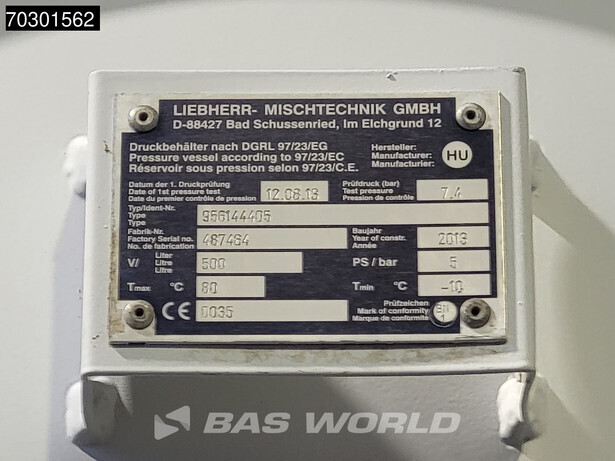 70301562
LIEBHERR- MISCHTECHNIK GMBH
D-88427 Bad Schussenried, Im Elchgrund 12
Druckbehälter nach DGRL 97/23/EG
Pressure vessel according to 97/23/EC
Réservoir sous pression selon 97/23/C.E.
Hersteller:
Manufacturer:
Manufacturier:
HU
Datum der 1. Druckprüfung
Date of 1st pressure test
Date du premier contrôle de pression
12.08.13
Prüfdruck (bar)
Test pressure
Pression de contrôle
7.4
Typ/Ident-Nr.
Type
Type
956144405
Fabrik-Nr.
Factory Serial no.
No. de fabrication
487464
Baujahr
Year of constr.
Année
2013
V/
Liter
Litre
Litre
500
PS / bar
5
Tmax °C
80
Tmin °C
-10
CE
0035
Prüfzeichen
Mark of conformity
Marque de conformité
BAS WORLD